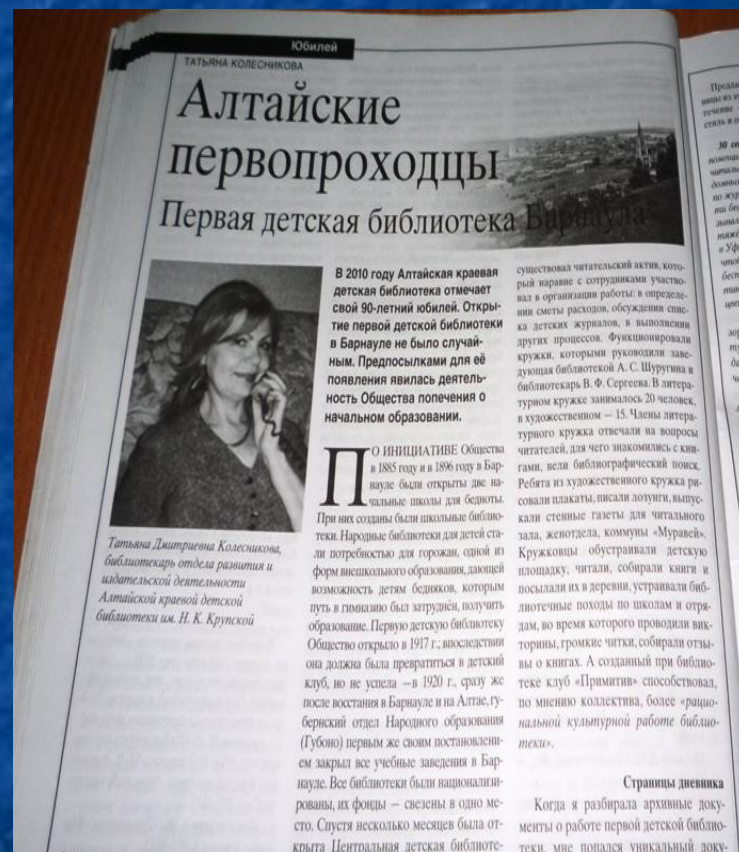 Юбилей
ТАТЬЯНА КОЛЕСНИКОВА
Алтайские
первопроходцы
Первая детская библиотека Барнаула
Татьяна Дмитриевна Колесникова,
библиотекарь отдела развития и
издательской деятельности
Алтайской краевой детской
библиотеки им. Н. К. Крупской
В 2010 году Алтайская краевая
детская библиотека отмечает
свой 90-летний юбилей. Откры-
тие первой детской библиотеки
в Барнауле не было случай-
ным. Предпосылками для её
появления явилась деятель-
ность Общества попечения о
начальном образовании.
ПО ИНИЦИАТИВЕ Общества
в 1885 году и в 1896 году в Бар-
науле были открыты две на-
чальные школы для бедноты.
При них созданы были школьные библио-
теки. Народные библиотеки для детей ста-
ли потребностью для горожан, одной из
форм внешкольного образования, дающей
возможность детям бедняков, которым
путь в гимназию был затруднён, получить
образование. Первую детскую библиотеку
Общество открыло в 1917 г.; впоследствии
она должна была превратиться в детский
клуб, но не успела – в 1920 г., сразу же
после восстания в Барнауле и на Алтае, гу-
бернский отдел Народного образования
(Губоно) первым же своим постановлени-
ем закрыл все учебные заведения в Бар-
науле. Все библиотеки были национализи-
рованы, их фонды – свезены в одно ме-
сто. Спустя несколько месяцев была от-
крыта Центральная детская библиоте-
существовал читательский актив, кото-
рый наравне с сотрудниками участво-
вал в организации работы: в определе-
нии сметы расходов, обсуждении спис-
ка детских журналов, в выполнении
других процессов. Функционировали
кружки, которыми руководили заве-
дующая библиотекой А. С. Шуругина и
библиотекарь В. Ф. Сергеева. В литера-
турном кружке занималось 20 человек,
в художественном – 15. Члены литера-
турного кружка отвечали на вопросы
читателей, для чего знакомились с кни-
гами, вели библиографический поиск.
Ребята из художественного кружка ри-
совали плакаты, писали лозунги, выпус-
кали стенные газеты для читального
зала, женотдела, коммуны «Муравей».
Кружковцы обустраивали детскую
площадку, читали, собирали книги и
посылали их в деревни, устраивали биб-
лиотечные походы по школам и отря-
дам, во время которого проводили вик-
торины, громкие читки, собирали отзы-
вы о книгах. А созданный при библио-
теке клуб «Примитив» способствовал,
по мнению коллектива, более «рацио-
нальной культурной работе библио-
теки».
Страницы дневника
Когда я разбирала архивные доку-
менты о работе первой детской библио-
теки, мне попался уникальный доку-